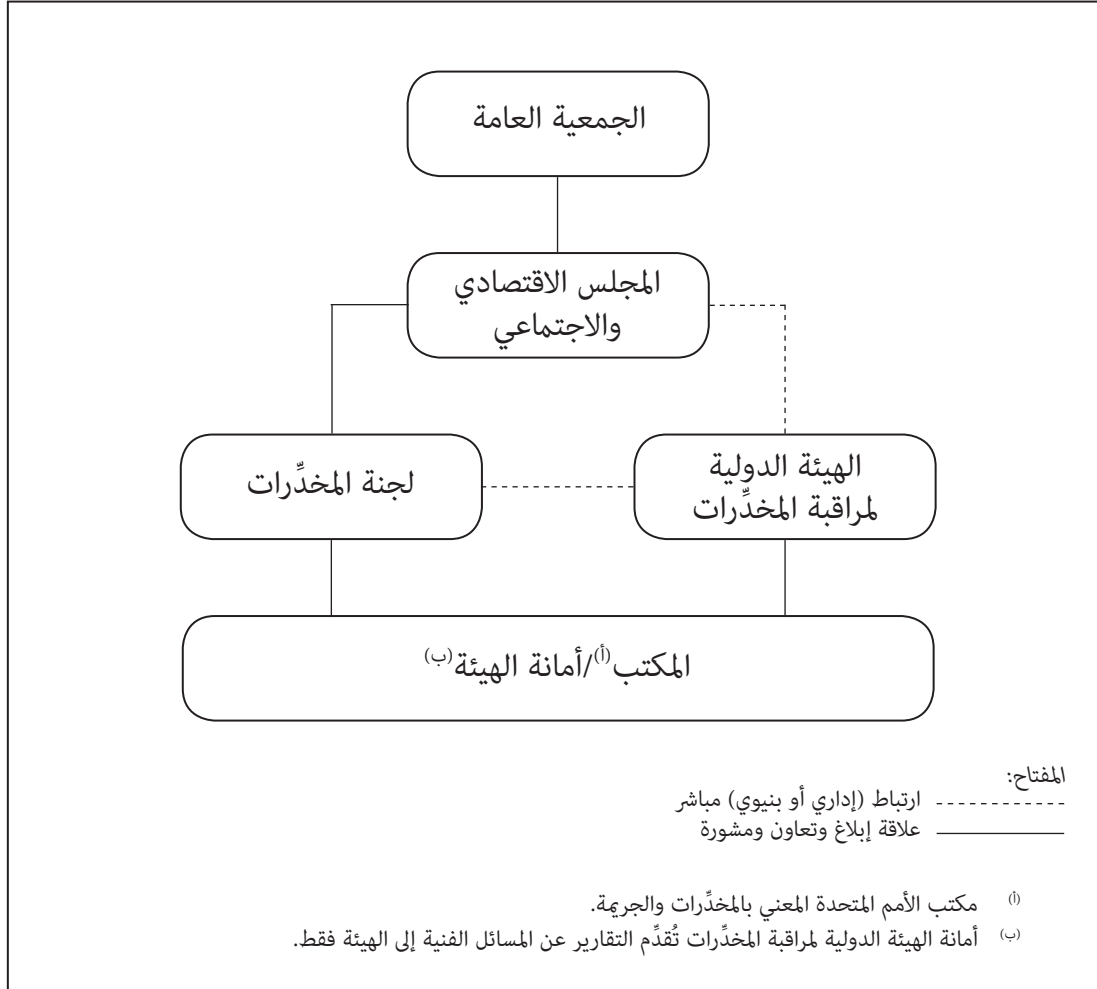 الجمعية العامة
المجلس الاقتصادي
والاجتماعي
الهيئة الدولية
لمراقبة المخدِّرات
لجنة المخدِّرات
المكتب(أ)/أمانة الهيئة(ب)
المفتاح:
ارتباط (إداري أو بنيوي) مباشر
علاقة إبلاغ وتعاون ومشورة
(أ) مكتب الأمم المتحدة المعني بالمخدِّرات والجريمة.
(ب) أمانة الهيئة الدولية لمراقبة المخدِّرات تُقدِّم التقارير عن المسائل الفنية إلى الهيئة فقط.